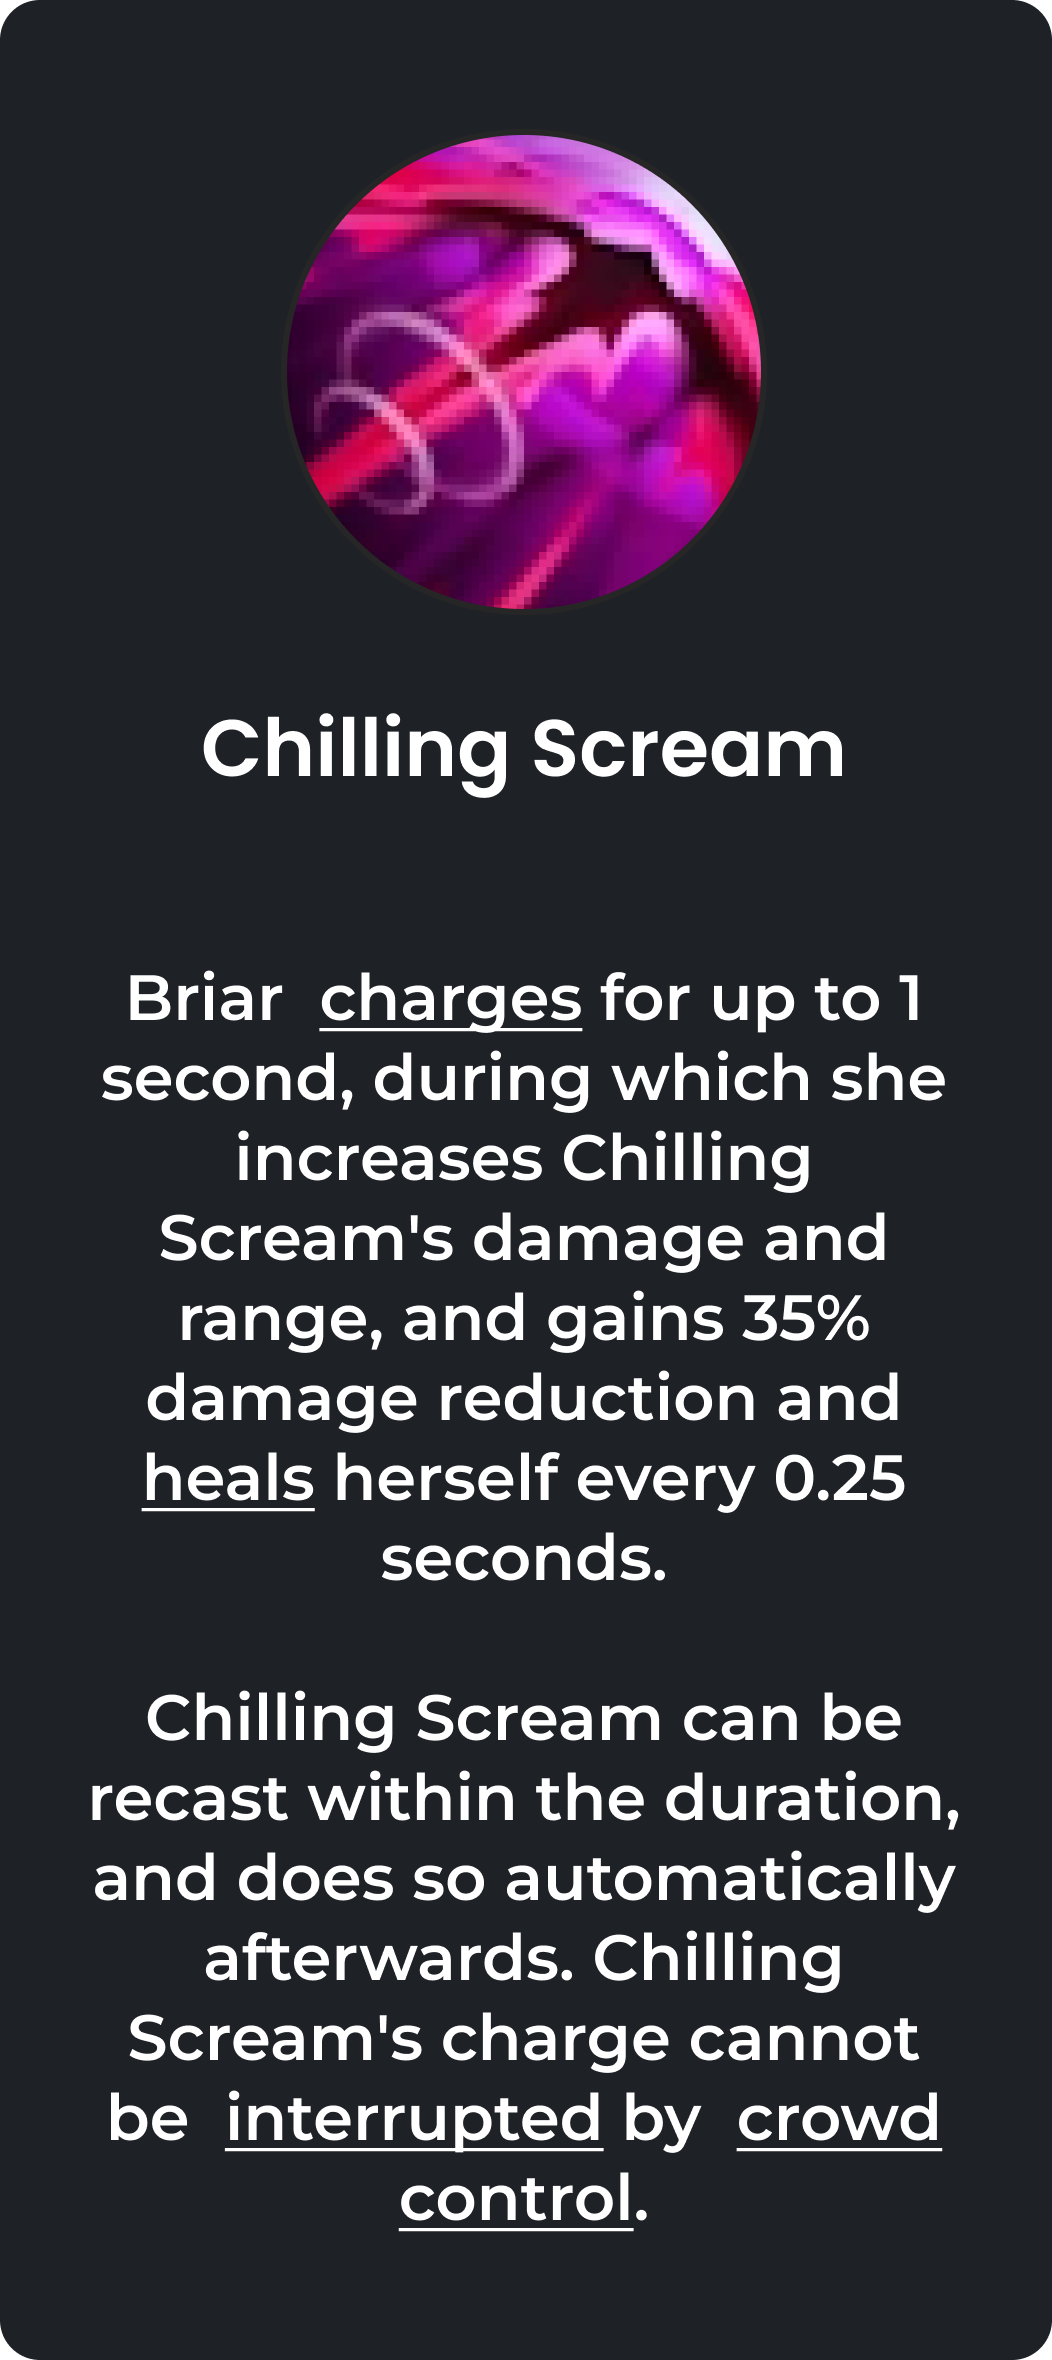 Chilling Scream
Briar charges for up to 1
second, during which she
increases Chilling
Scream's damage and
range, and gains 35%
damage reduction and
heals herself every 0.25
seconds.
Chilling Scream can be
recast within the duration,
and does so automatically
afterwards. Chilling
Scream's charge cannot
be interrupted by crowd
control.